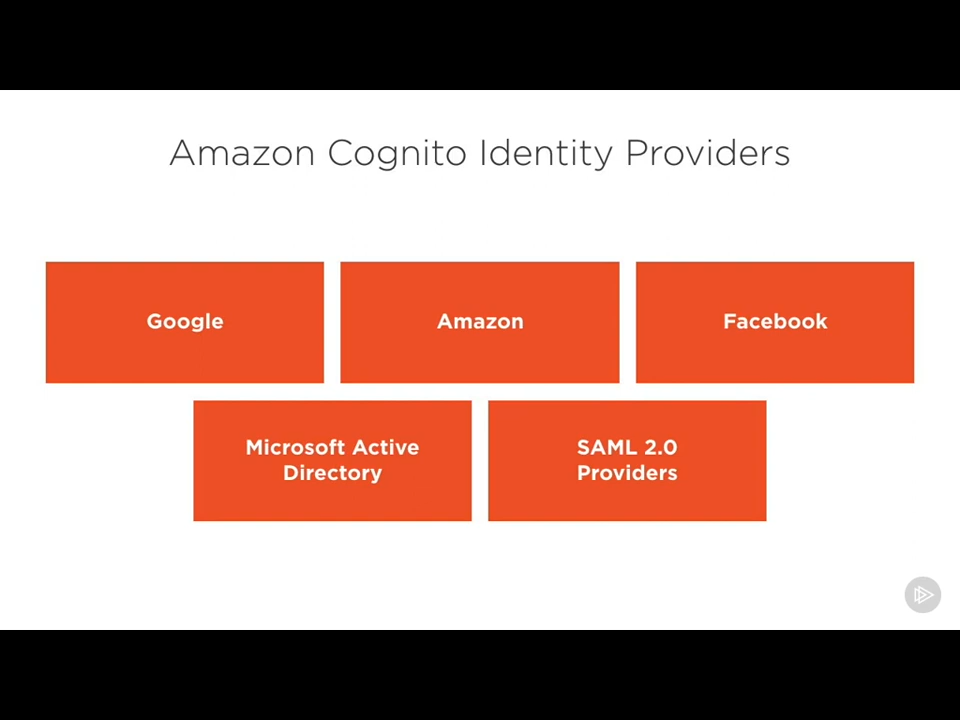 Amazon Cognito Identity Providers
Google
Amazon
Facebook
Microsoft Active
Directory
SAML 2.0
Providers